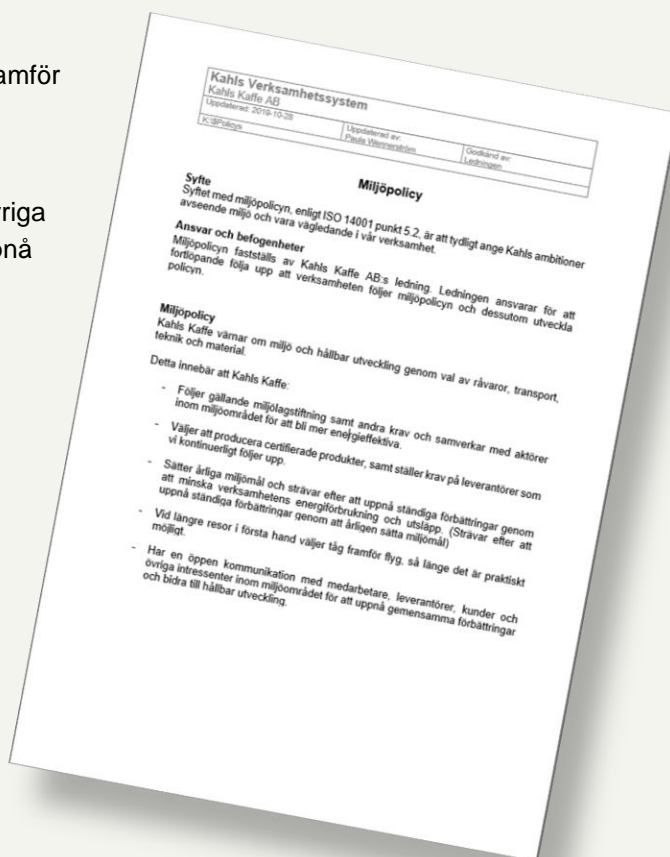 amför
riga
onå
Kahls Verksamhetssystem
Kahls Kaffe AB
Uppdaterad: 2019-10-28
Uppdaterad av:
Paula Wennerström
Godkänd av:
Ledningen
K:\$Policys
Miljöpolicy
Syfte
Syftet med miljöpolicyn, enligt ISO 14001 punkt 5.2, är att tydligt ange Kahls ambitioner
avseende miljö och vara vägledande i vår verksamhet.
Ansvar och befogenheter
Miljöpolicyn fastställs av Kahls Kaffe AB:s ledning. Ledningen ansvarar för att
fortlöpande följa upp att verksamheten följer miljöpolicyn och dessutom utveckla
policyn.
Miljöpolicy
Kahls Kaffe värnar om miljö och hållbar utveckling genom val av råvaror, transport,
teknik och material.
Detta innebär att Kahls Kaffe:
- Följer gällande miljölagstiftning samt andra krav och samverkar med aktörer
inom miljöområdet för att bli mer energieffektiva.
- Väljer att producera certifierade produkter, samt ställer krav på leverantörer som
vi kontinuerligt följer upp.
- Sätter årliga miljömål och strävar efter att uppnå ständiga förbättringar genom
att minska verksamhetens energiförbrukning och utsläpp. (Strävar efter att
uppnå ständiga förbättringar genom att årligen sätta miljömål)
- Vid längre resor i första hand väljer tåg framför flyg, så länge det är praktiskt
möjligt.
- Har en öppen kommunikation med medarbetare, leverantörer, kunder och
övriga intressenter inom miljöområdet för att uppnå gemensamma förbättringar
och bidra till hållbar utveckling.